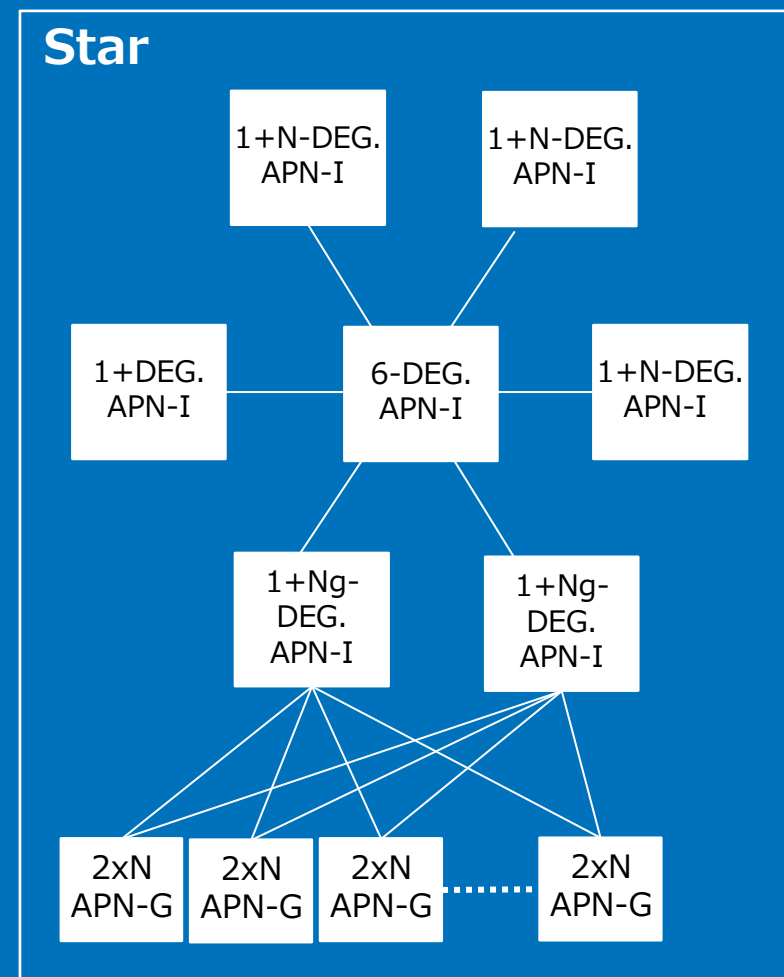 Star
1+N-DEG.
APN-I
1+N-DEG.
APN-I
1+DEG.
APN-I
6-DEG.
APN-I
1+N-DEG.
APN-I
1+Ng-
DEG.
APN-I
1+Ng-
DEG.
APN-I
2xN
APN-G
2xN
APN-G
2xN
APN-G
2xN
APN-G